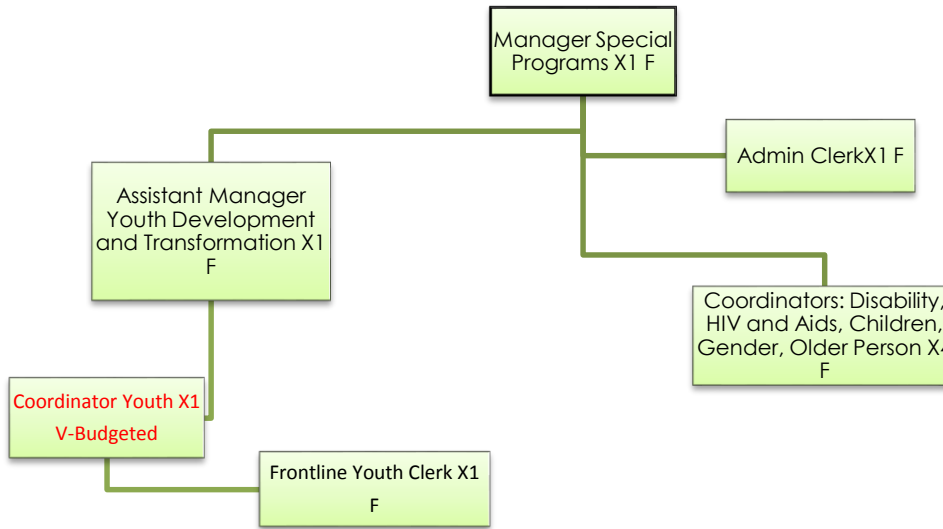 Manager Special
Programs X1 F
Admin ClerkX1 F
Assistant Manager
Youth Development
and Transformation X1
F
Coordinators: Disability,
HIV and Aids, Children,
Gender, Older Person X4
F
Coordinator Youth X1
V-Budgeted
Frontline Youth Clerk X1
F